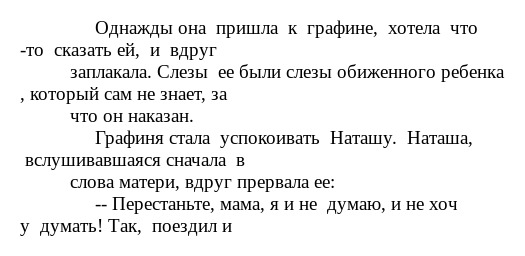 Однажды она пришла к графине, хотела что
-то сказать ей, и вдруг
заплакала. Слезы ее были слезы обиженного ребенка
, который сам не знает, за
что он наказан.
Графиня стала успокоивать Наташу. Наташа,
вслушивавшаяся сначала в
слова матери, вдруг прервала ее:
-- Перестаньте, мама, я и не думаю, и не хоч
у думать! Так, поездил и